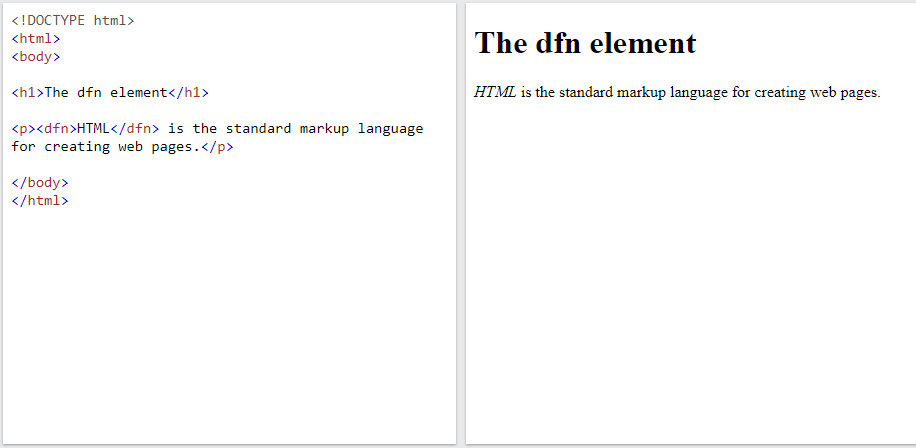 <!DOCTYPE html>
<html>
<body>
<h1>The dfn element</h1>
<p><dfn>HTML</dfn> is the standard markup language
for creating web pages.</p>
</body>
</html>
The dfn element
HTML is the standard markup language for creating web pages.